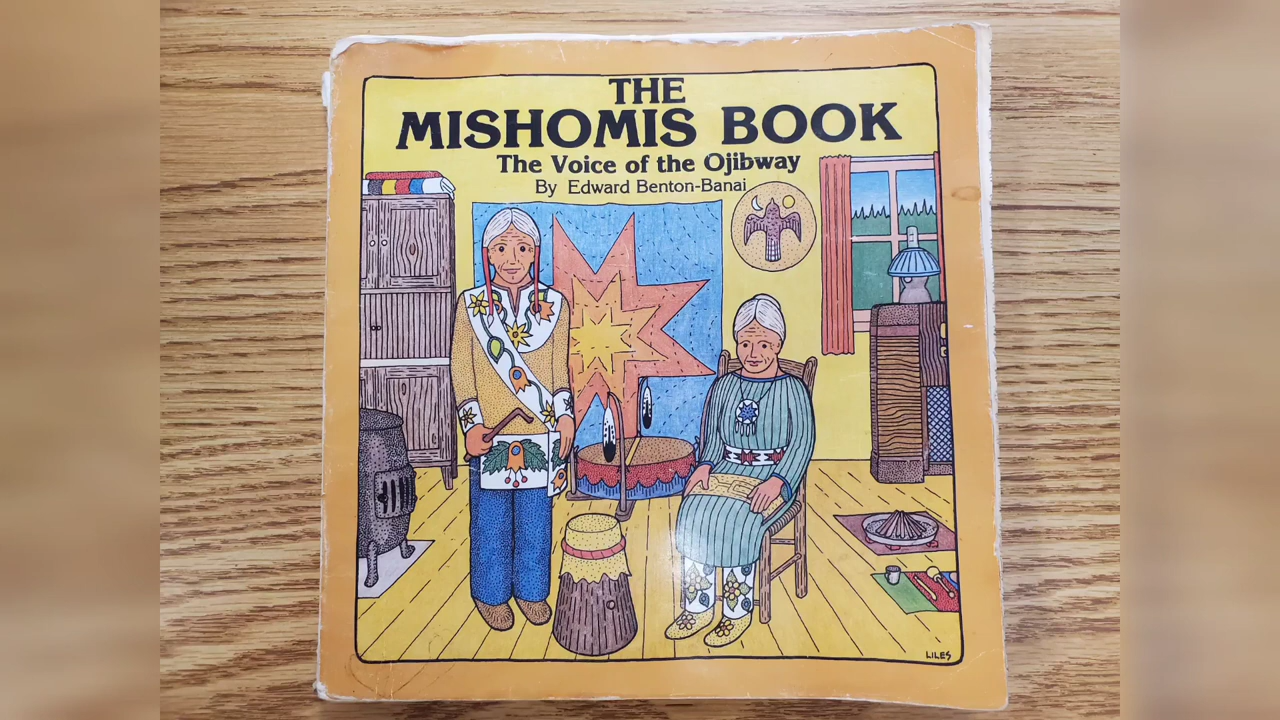 THE
MISHOMIS BOOK
The Voice of the Ojibway
By Edward Benton-Banai
LILES